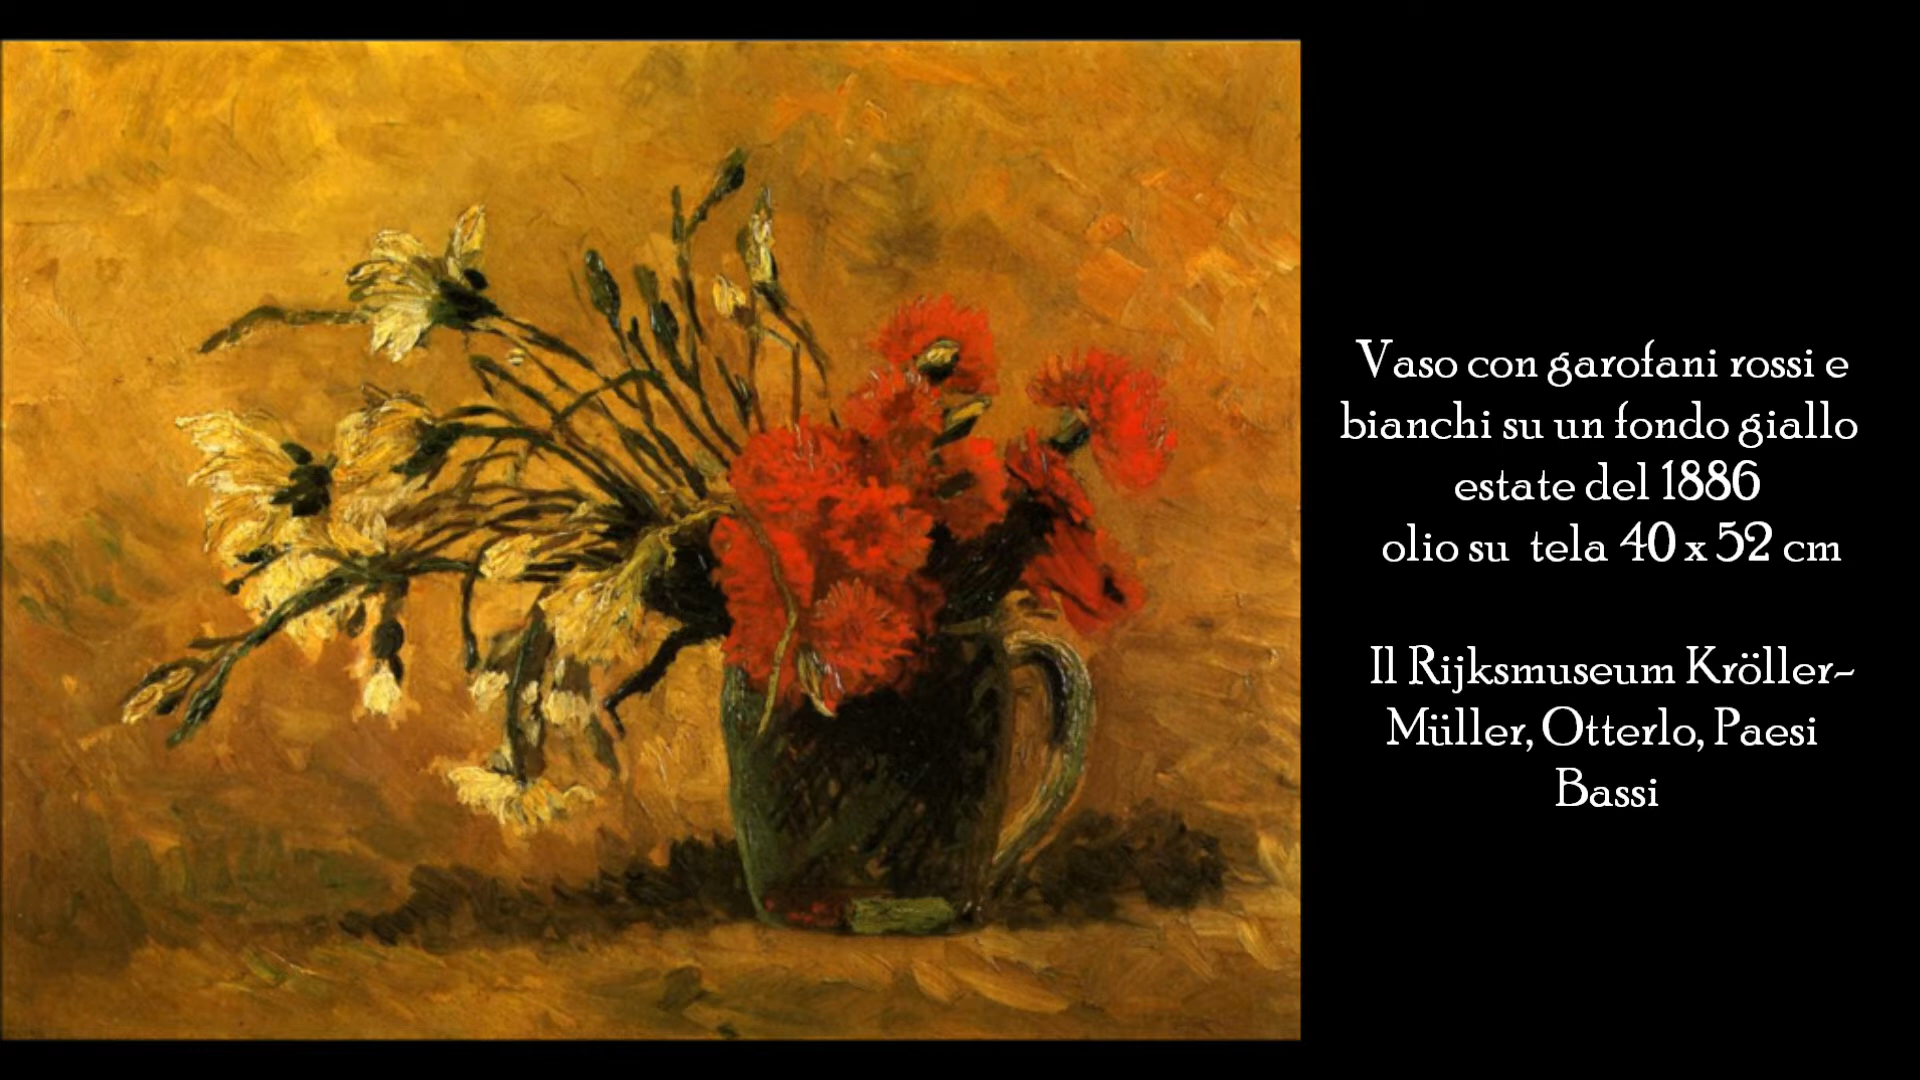 Vaso con garofani rossi e
bianchi su un fondo giallo
estate del 1886
olio su tela 40 x 52 cm
Il Rijksmuseum Kröller-
Müller, Otterlo, Paesi
Bassi